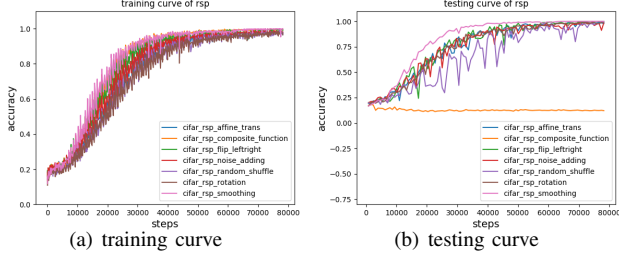 training curve of rsp
1.0
0.8
0.6
0.4
0.2
0.0
accuracy
0 10000 20000 30000 40000 50000 60000 70000 80000
steps
cifar_rsp_affine_trans
cifar_rsp_composite_function
cifar_rsp_flip_leftright
cifar_rsp_noise_adding
cifar_rsp_random_shuffle
cifar_rsp_rotation
cifar_rsp_smoothing
(a) training curve
testing curve of rsp
1.00
0.75
0.50
0.25
0.00
−0.25
−0.50
−0.75
accuracy
0 10000 20000 30000 40000 50000 60000 70000 80000
steps
cifar_rsp_affine_trans
cifar_rsp_composite_function
cifar_rsp_flip_leftright
cifar_rsp_noise_adding
cifar_rsp_random_shuffle
cifar_rsp_rotation
cifar_rsp_smoothing
(b) testing curve